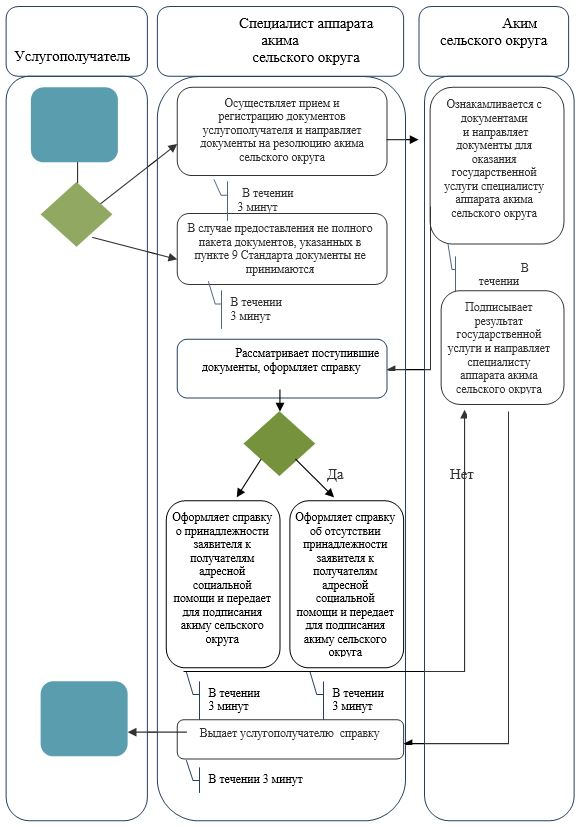 Услугополучатель
Специалист аппарата
акима
сельского округа
Аким
сельского округа
Осуществляет прием и
регистрацию документов
услугополучателя и направляет
документы на резолюцию акима
сельского округа
В течении
3 минут
В случае предоставления не полного
пакета документов, указанных в
пункте 9 Стандарта документы не
принимаются
В течении
3 минут
Ознакамливается с
документами
и направляет
документы для
оказания
государственной
услуги специалисту
аппарата акима
сельского округа
В
течении
Рассматривает поступившие
документы, оформляет справку
Подписывает
результат
государственной
услуги и направляет
специалисту
аппарата акима
сельского округа
Да
Нет
Оформляет справку
о принадлежности
заявителя к
получателям
адресной
социальной
помощи и передает
для подписания
акиму сельского
округа
Оформляет справку
об отсутствии
принадлежности
заявителя к
получателям
адресной
социальной
помощи и передает
для подписания
акиму сельского
округа
В течении
3 минут
В течении
3 минут
Выдает услугополучателю справку
В течении 3 минут